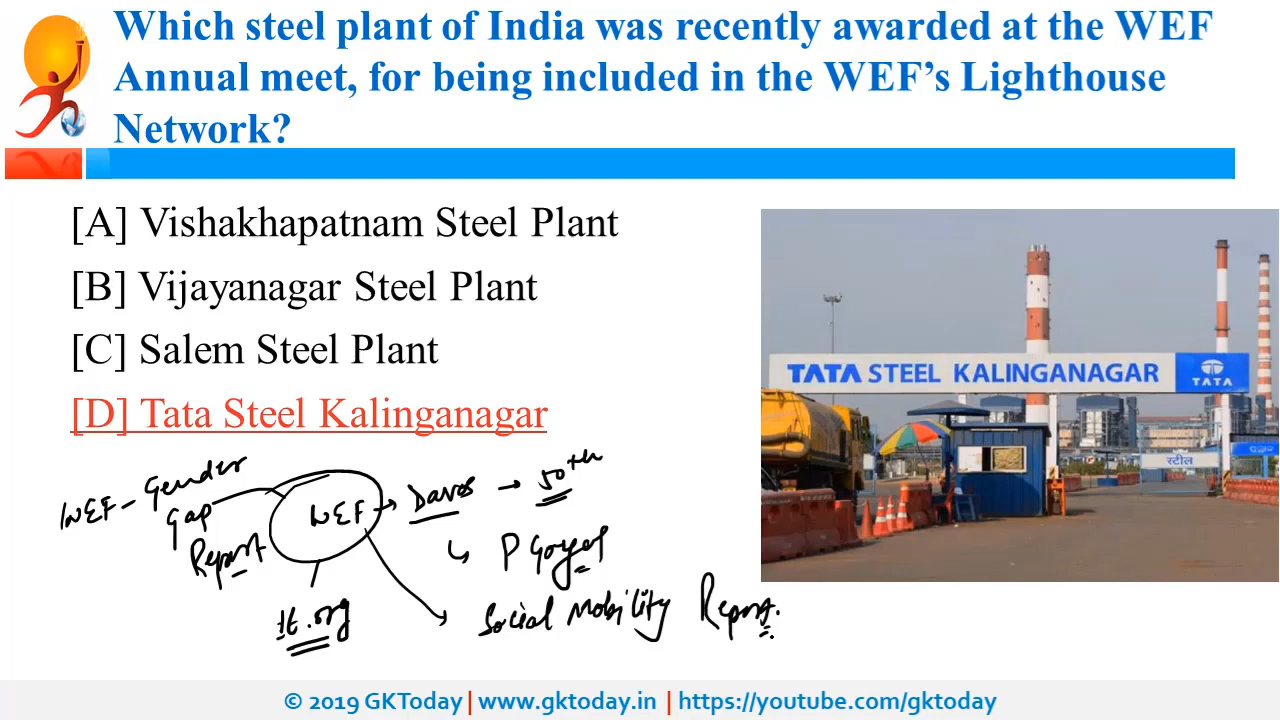 Which steel plant of India was recently awarded at the WEF
Annual meet, for being included in the WEF’s Lighthouse
Network?
[A] Vishakhapatnam Steel Plant
[B] Vijayanagar Steel Plant
[C] Salem Steel Plant
[D] Tata Steel Kalinganagar
TATA STEEL KALINGANAGAR
TATA
स्टील
WEF - Gender
Gap
Report
WEF → Davos → 50th
↳ P Goyal
1t.org
Social Mobility Report.
© 2019 GKToday | www.gktoday.in | https://youtube.com/gktoday